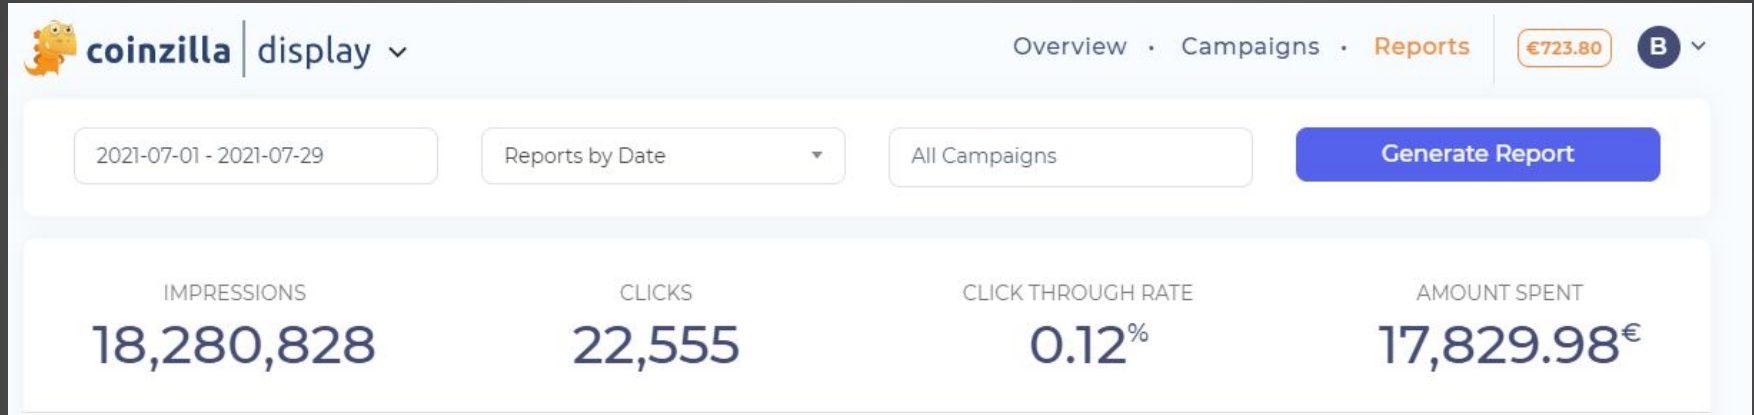 coinzilla display
Overview · Campaigns · Reports €723.80 B
2021-07-01 - 2021-07-29 Reports by Date All Campaigns Generate Report
IMPRESSIONS CLICKS CLICK THROUGH RATE AMOUNT SPENT
18,280,828 22,555 0.12% 17,829.98€